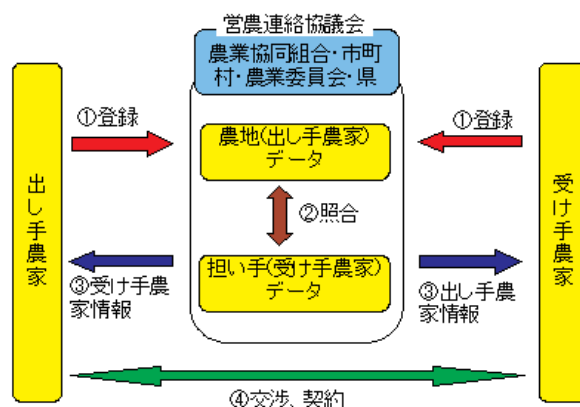 営農連絡協議会
農業協同組合・市町
村・農業委員会・県
①登録
①登録
農地(出し手農家)
データ
②照合
担い手(受け手農家)
データ
出し手農家
受け手農家
③受け手農
家情報
③出し手農
家情報
④交渉、契約